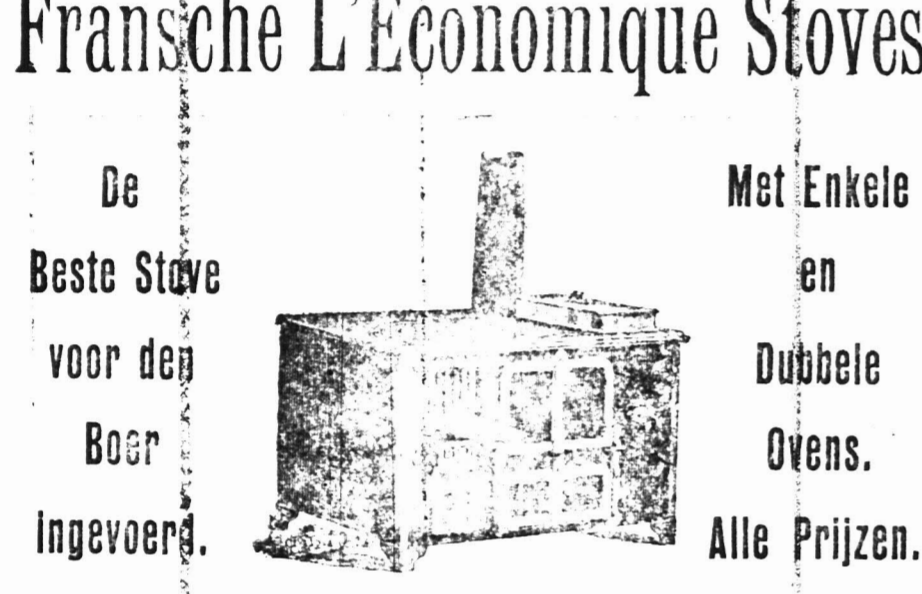 Fransche L'Economique Stoves
De
Beste Stove
voor den
Boer
ingevoerd.
Met Enkele
en
Dubbele
Ovens.
Alle Prijzen.